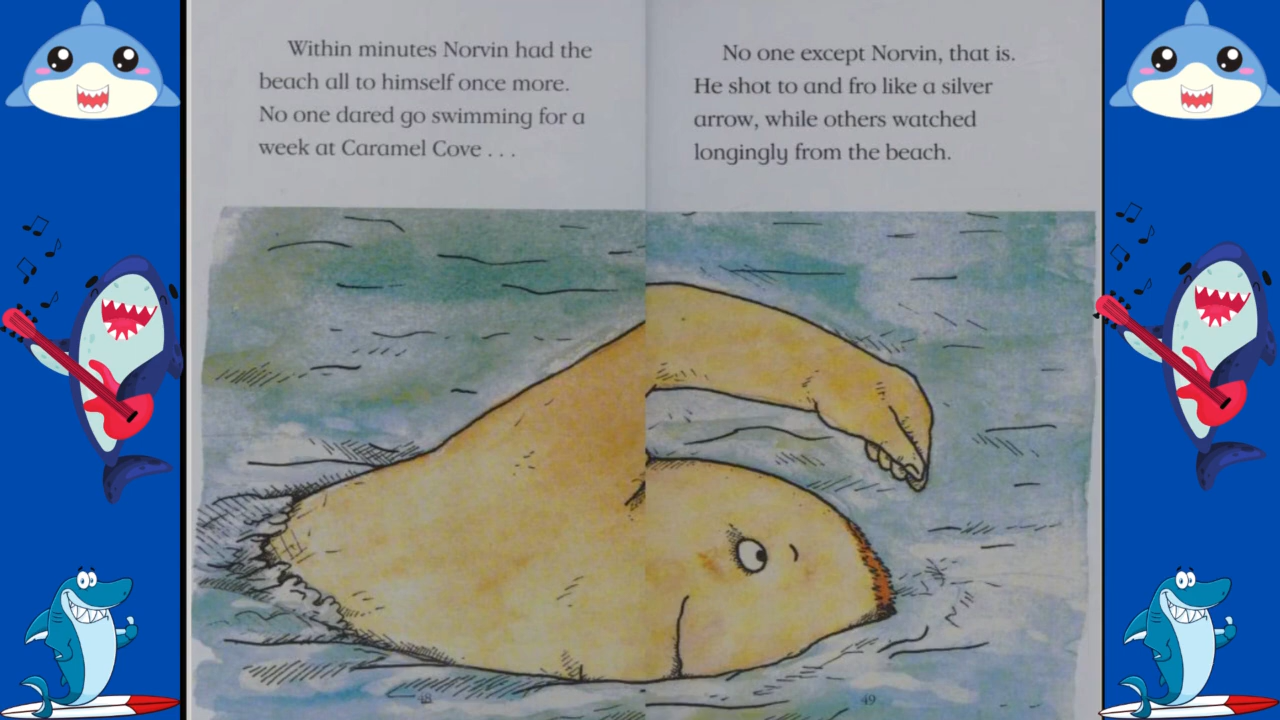 Within minutes Norvin had the
beach all to himself once more.
No one dared go swimming for a
week at Caramel Cove . . .
48
No one except Norvin, that is.
He shot to and fro like a silver
arrow, while others watched
longingly from the beach.
49